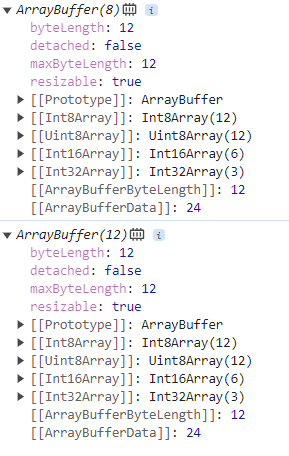 ▼ ArrayBuffer(8) i
byteLength: 12
detached: false
maxByteLength: 12
resizable: true
▶ [[Prototype]]: ArrayBuffer
▶ [[Int8Array]]: Int8Array(12)
▶ [[Uint8Array]]: Uint8Array(12)
▶ [[Int16Array]]: Int16Array(6)
▶ [[Int32Array]]: Int32Array(3)
[[ArrayBufferByteLength]]: 12
[[ArrayBufferData]]: 24
▼ ArrayBuffer(12) i
byteLength: 12
detached: false
maxByteLength: 12
resizable: true
▶ [[Prototype]]: ArrayBuffer
▶ [[Int8Array]]: Int8Array(12)
▶ [[Uint8Array]]: Uint8Array(12)
▶ [[Int16Array]]: Int16Array(6)
▶ [[Int32Array]]: Int32Array(3)
[[ArrayBufferByteLength]]: 12
[[ArrayBufferData]]: 24